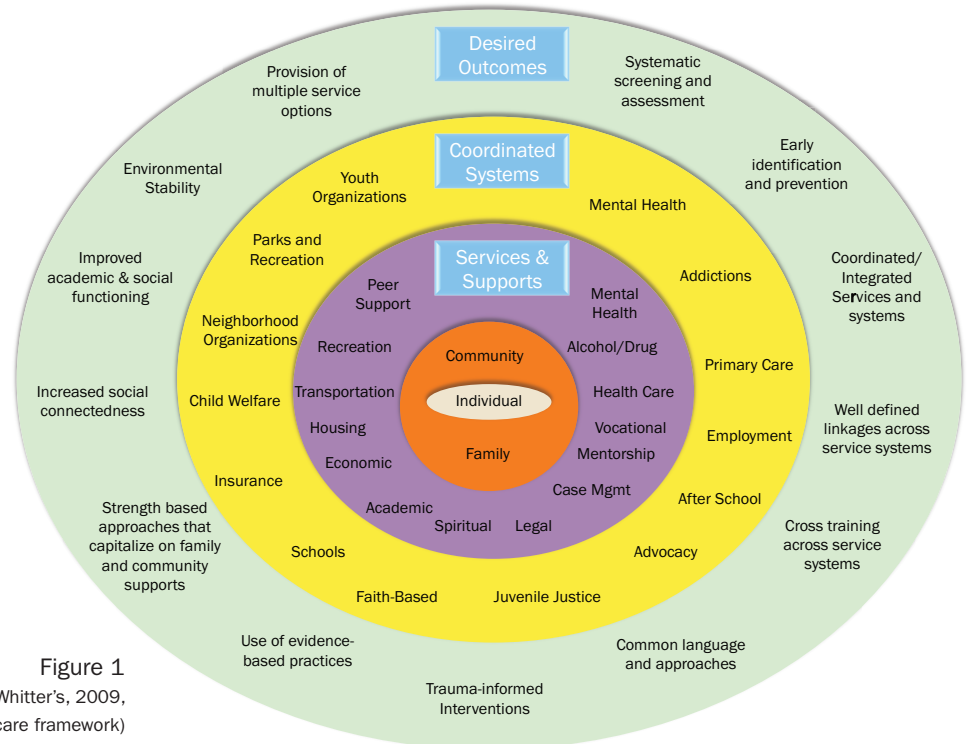 Desired
Outcomes
Provision of
multiple service
options
Systematic
screening and
assessment
Early
identification
and prevention
Coordinated/
Integrated
Services and
systems
Well defined
linkages across
service systems
Cross training
across service
systems
Common language
and approaches
Trauma-informed
Interventions
Use of evidence-
based practices
Strength based
approaches that
capitalize on family
and community
supports
Increased social
connectedness
Improved
academic & social
functioning
Environmental
Stability
Coordinated
Systems
Youth
Organizations
Mental Health
Addictions
Primary Care
Employment
After School
Advocacy
Juvenile Justice
Faith-Based
Schools
Insurance
Child Welfare
Neighborhood
Organizations
Parks and
Recreation
Services &
Supports
Peer
Support
Mental
Health
Alcohol/Drug
Health Care
Vocational
Mentorship
Case Mgmt
Legal
Spiritual
Academic
Economic
Housing
Transportation
Recreation
Community
Individual
Family
Figure 1
Whitter's, 2009,
care framework)